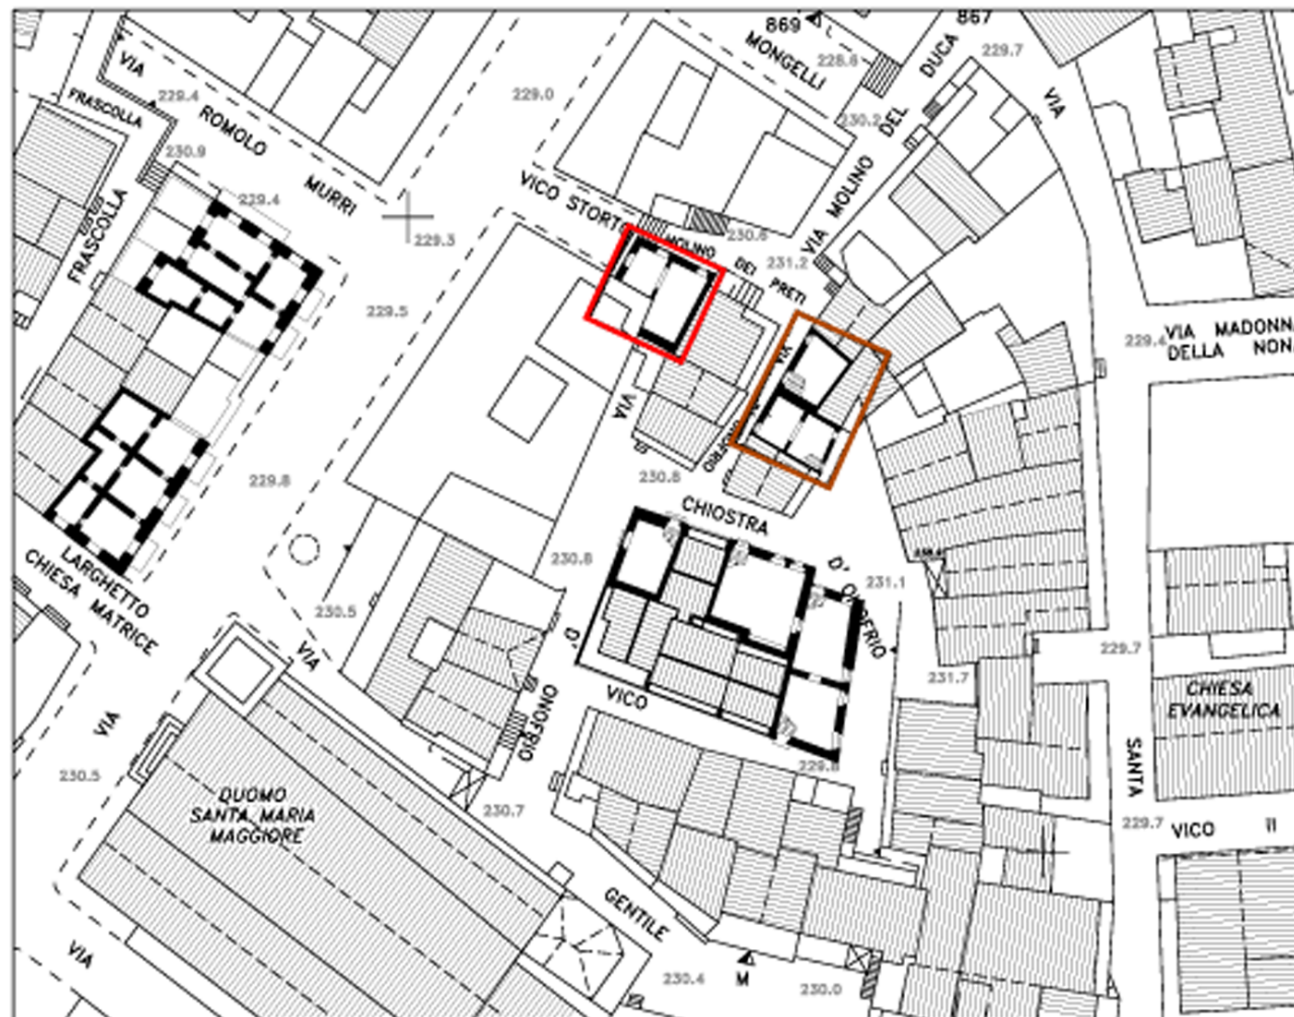 869
867
MONGELLI
228.6
DUCA
229.7
VIA
VIA
229.4
229.0
FRASCOLLA
ROMOLO
230.2
DEL
230.9
MURRI
VICO STORTO
MOLINO
DEI
PRETI
229.4
229.3
230.6
231.2
VIA MOLINO
FRASCOLLA
229.5
VIA
229.4
VIA MADONNA
DELLA NON
VIA
ONOFRIO
230.8
229.8
CHIOSTRA
D' ONOFRIO
LARGHETTO
CHIESA MATRICE
230.8
231.1
230.5
VIA
D'
ONOFRIO
VICO
231.7
229.7
CHIESA
EVANGELICA
VIA
230.5
SANTA
229.8
DUOMO
SANTA MARIA
MAGGIORE
230.7
229.7
VICO II
GENTILE
VIA
230.4
M
230.0